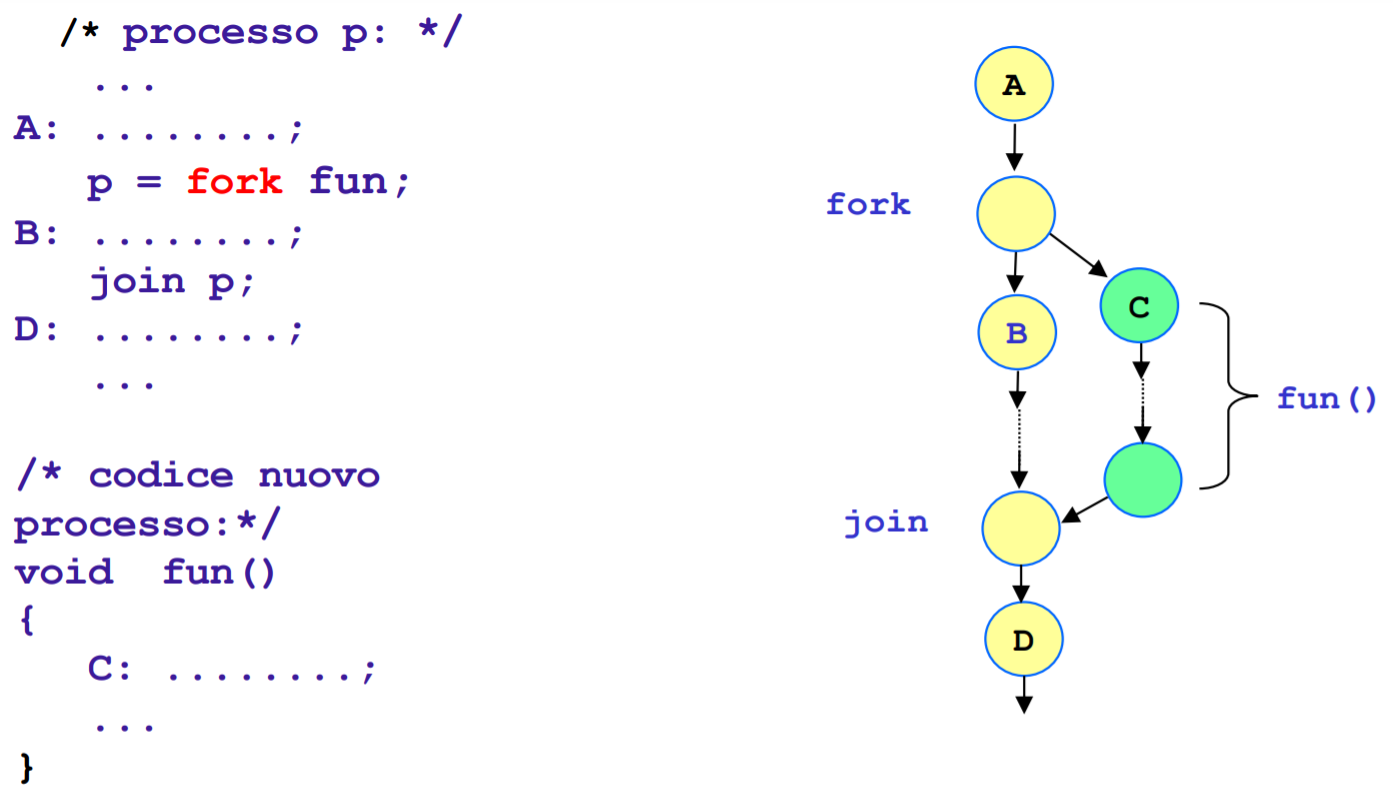 /* processo p: */
...
A: ........;
p = fork fun;
B: ........;
join p;
D: ........;
...
/* codice nuovo
processo:*/
void fun()
{
C: ........;
...
}
A
fork
C
B
fun()
join
D